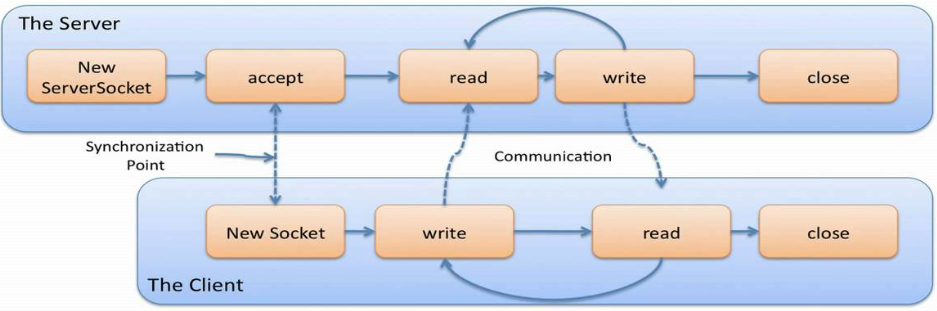 The Server
New
ServerSocket
accept
read
write
close
Synchronization
Point
Communication
New Socket
write
read
close
The Client